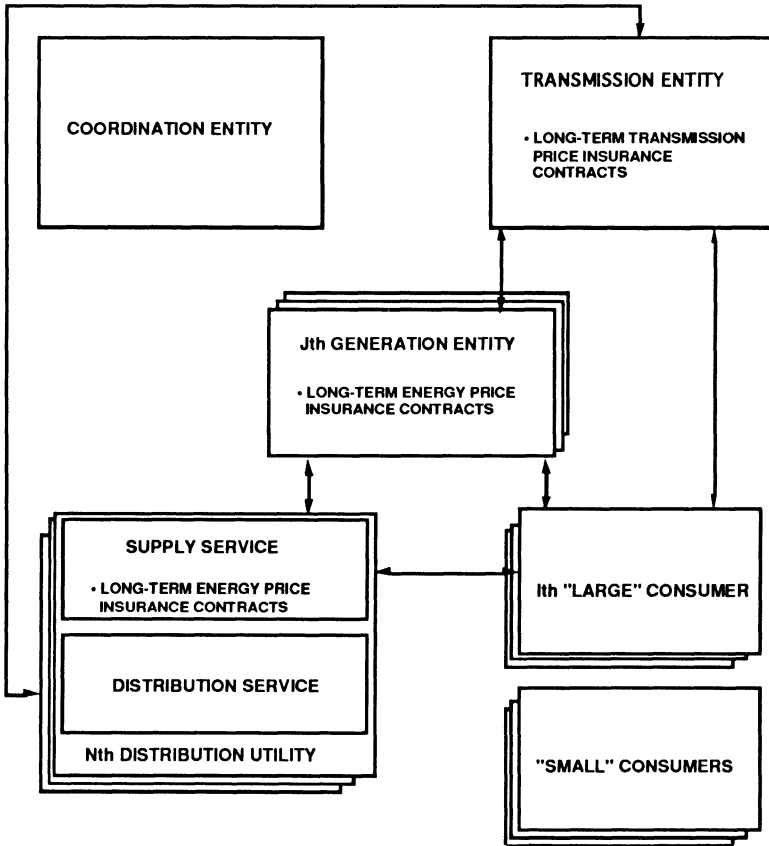 COORDINATION ENTITY
TRANSMISSION ENTITY
• LONG-TERM TRANSMISSION
PRICE INSURANCE
CONTRACTS
Jth GENERATION ENTITY
• LONG-TERM ENERGY PRICE
INSURANCE CONTRACTS
SUPPLY SERVICE
• LONG-TERM ENERGY PRICE
INSURANCE CONTRACTS
DISTRIBUTION SERVICE
Nth DISTRIBUTION UTILITY
Ith "LARGE" CONSUMER
"SMALL" CONSUMERS